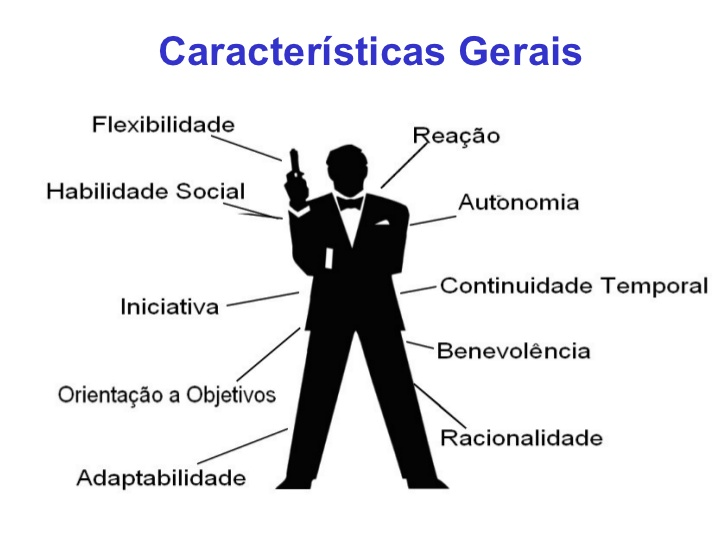 Características Gerais
Flexibilidade
Reação
Habilidade Social
Autonomia
Continuidade Temporal
Iniciativa
Benevolência
Orientação a Objetivos
Racionalidade
Adaptabilidade